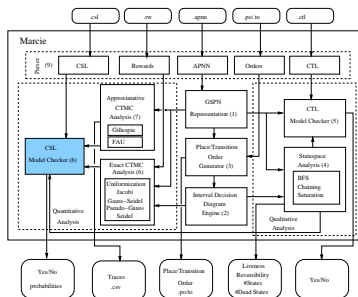 .csl
.rw
.apnn
.po/.to
.ctl
Marcie
Parser
(9)
CSL
Rewards
APNN
Orders
CTL
Approximative
CTMC
Analysis (7)
Gillespie
FAU
GSPN
Representation (1)
CTL
Model Checker (5)
CSL
Model Checker (8)
Place/Transition
Order
Generator (3)
Exact CTMC
Analysis (6)
Uniformization
Jacobi
Gauss-Seidel
Pseudo-Gauss
Seidel
Statespace
Analysis (4)
BFS
Chaining
Saturation
Interval Decision
Diagram
Engine (2)
Quantitative
Analysis
Qualitative
Analysis
Yes/No
probabilities
Traces
.csv
Place/Transition
Order
.po/to
Liveness
Reversibility
#States
#Dead States
Yes/No